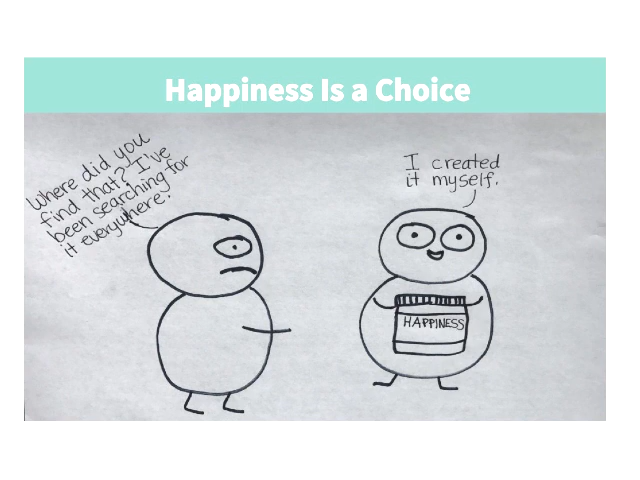 Happiness Is a Choice
Where did you
find that? I've
been searching for
it everywhere!
I created
it myself.
HAPPINESS